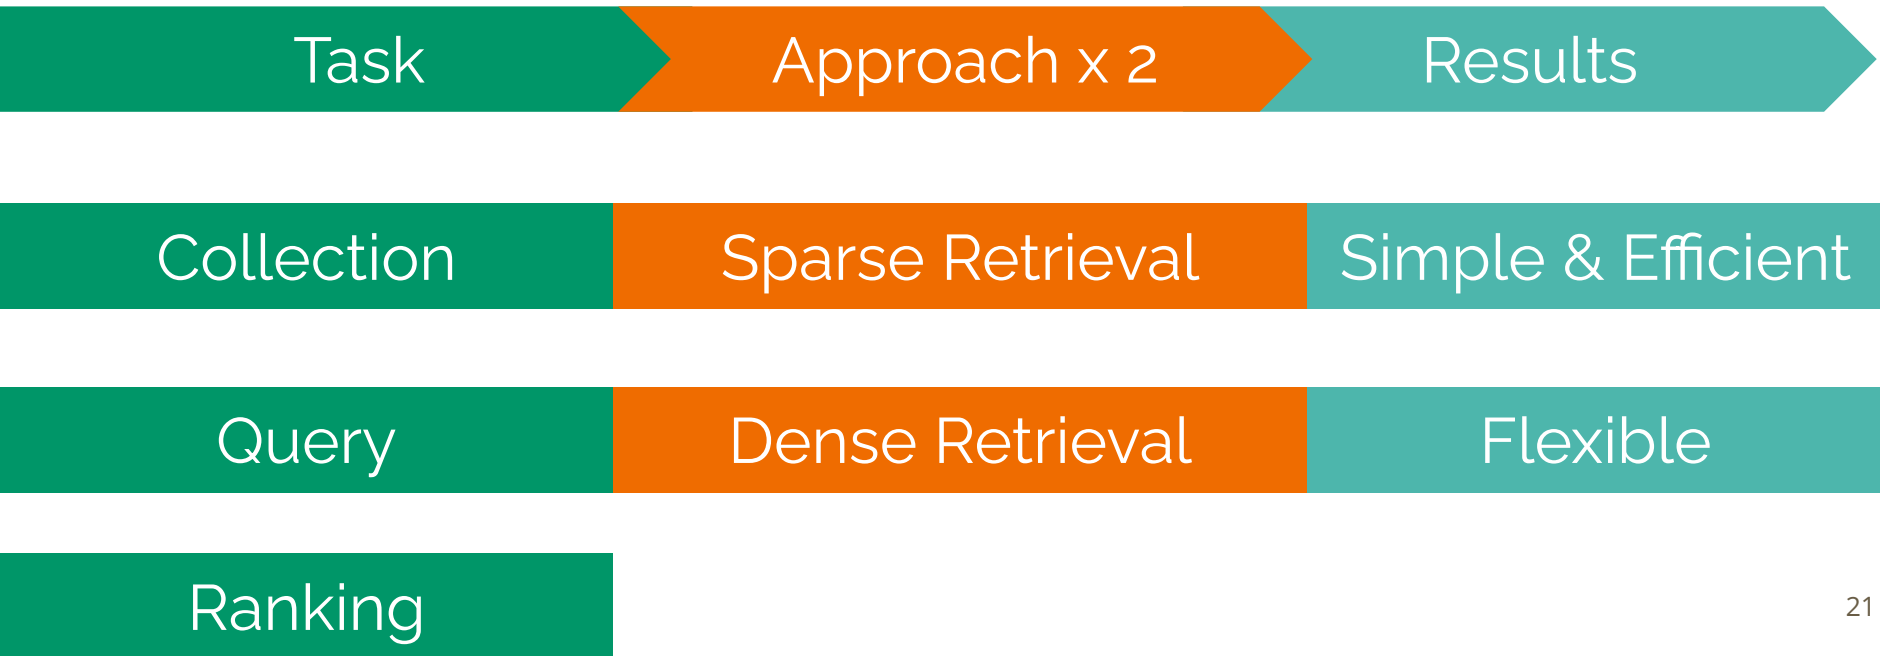 Task
Approach x 2
Results
Collection
Sparse Retrieval
Simple & Efficient
Query
Dense Retrieval
Flexible
Ranking
21